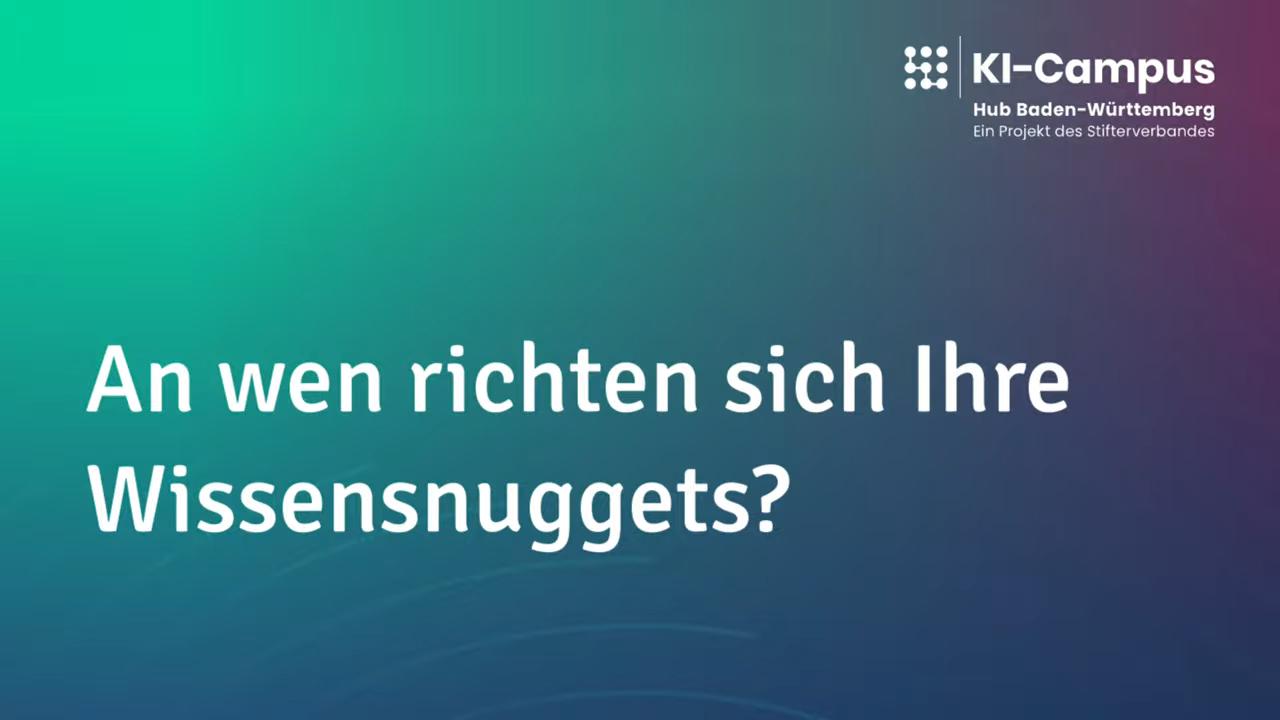 KI-Campus
Hub Baden-Württemberg
Ein Projekt des Stifterverbandes
An wen richten sich Ihre
Wissensnuggets?